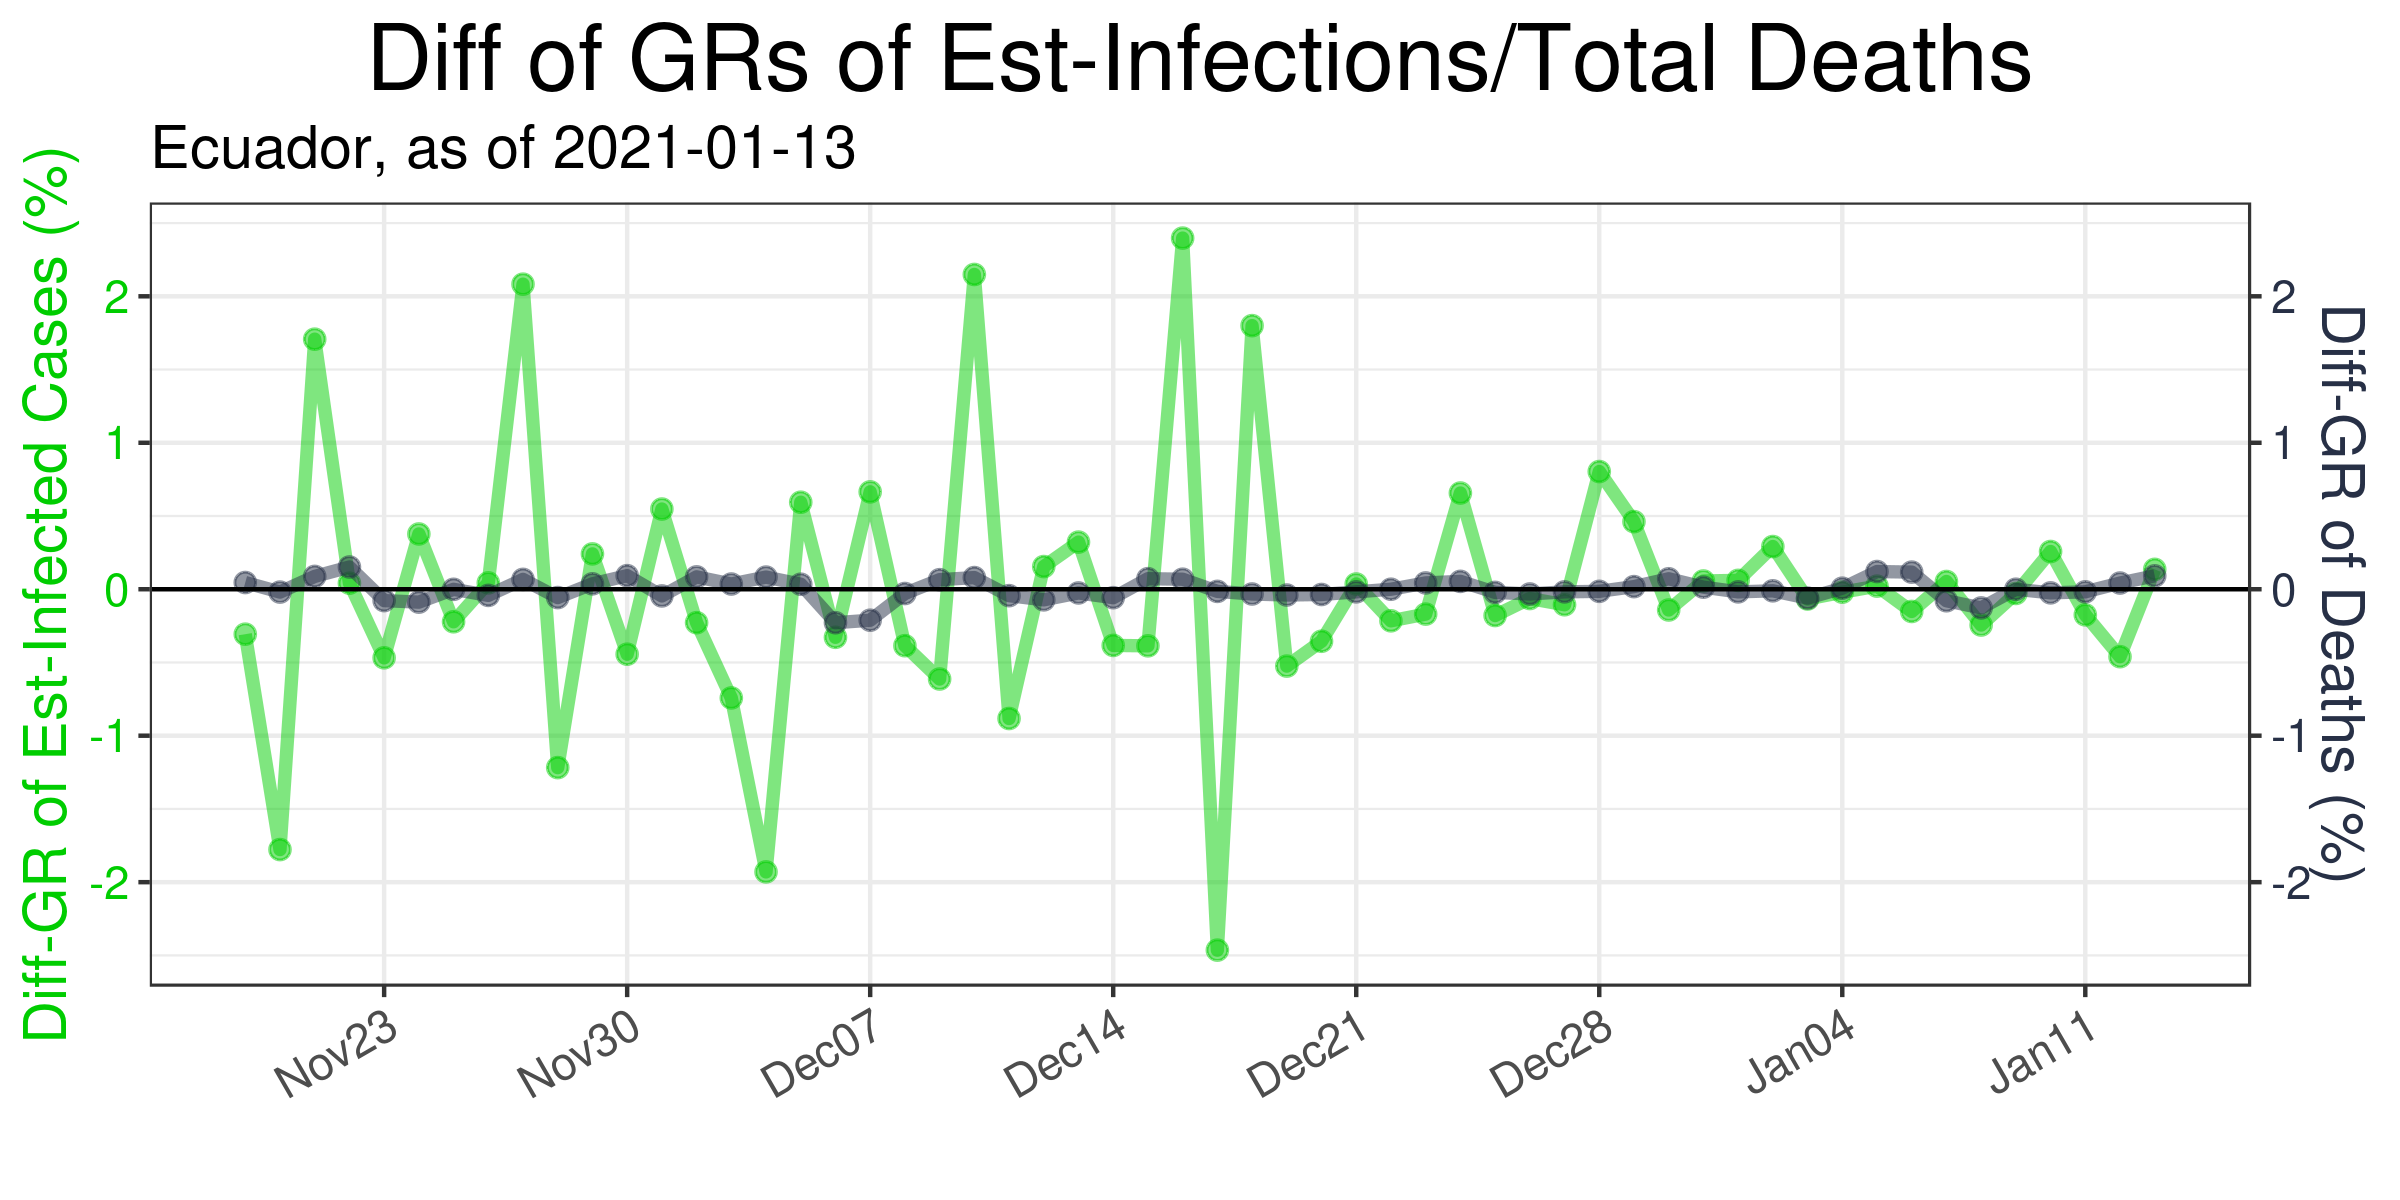 Diff of GRs of Est-Infections/Total Deaths
Ecuador, as of 2021-01-13
Diff-GR of Est-Infected Cases (%)
2
1
0
-1
-2
2
1
0
-1
-2
Diff-GR of Deaths (%)
Nov23
Nov30
Dec07
Dec14
Dec21
Dec28
Jan04
Jan11